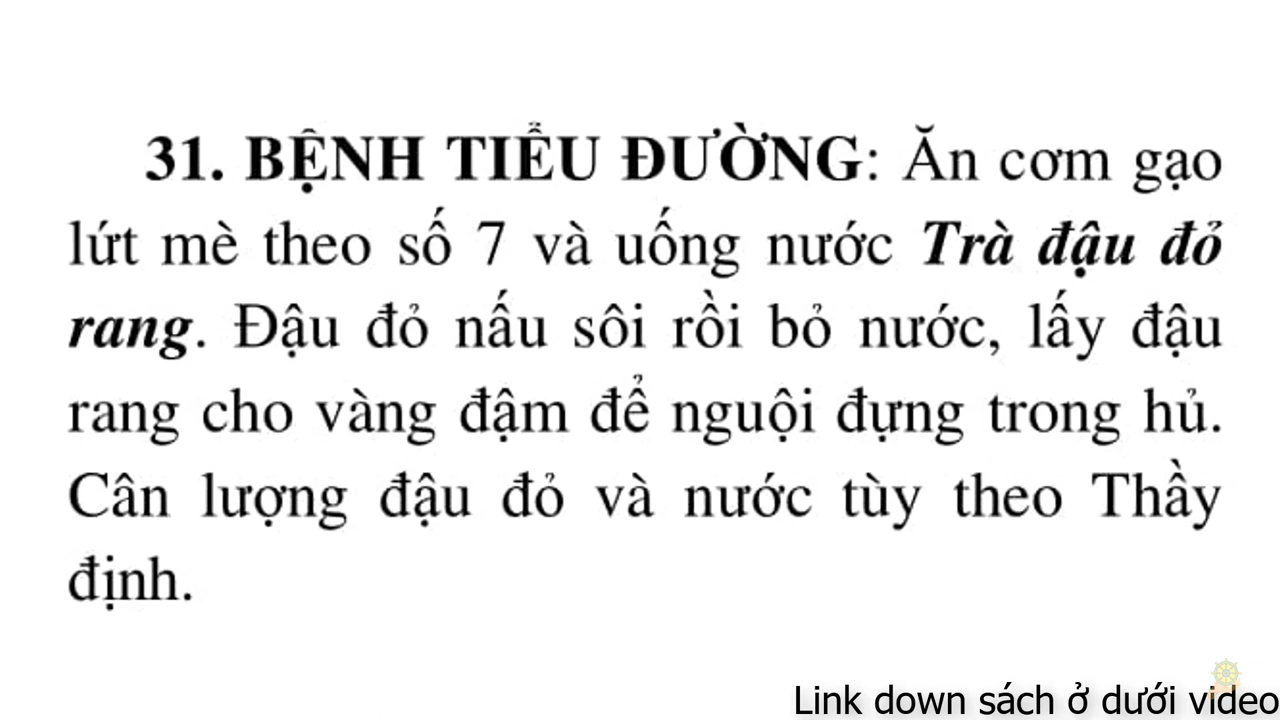 31. BỆNH TIỂU ĐƯỜNG: Ăn cơm gạo
lứt mè theo số 7 và uống nước Trà đậu đỏ
rang. Đậu đỏ nấu sôi rồi bỏ nước, lấy đậu
rang cho vàng đậm để nguội đựng trong hủ.
Cân lượng đậu đỏ và nước tùy theo Thầy
định.
Link down sách ở dưới video